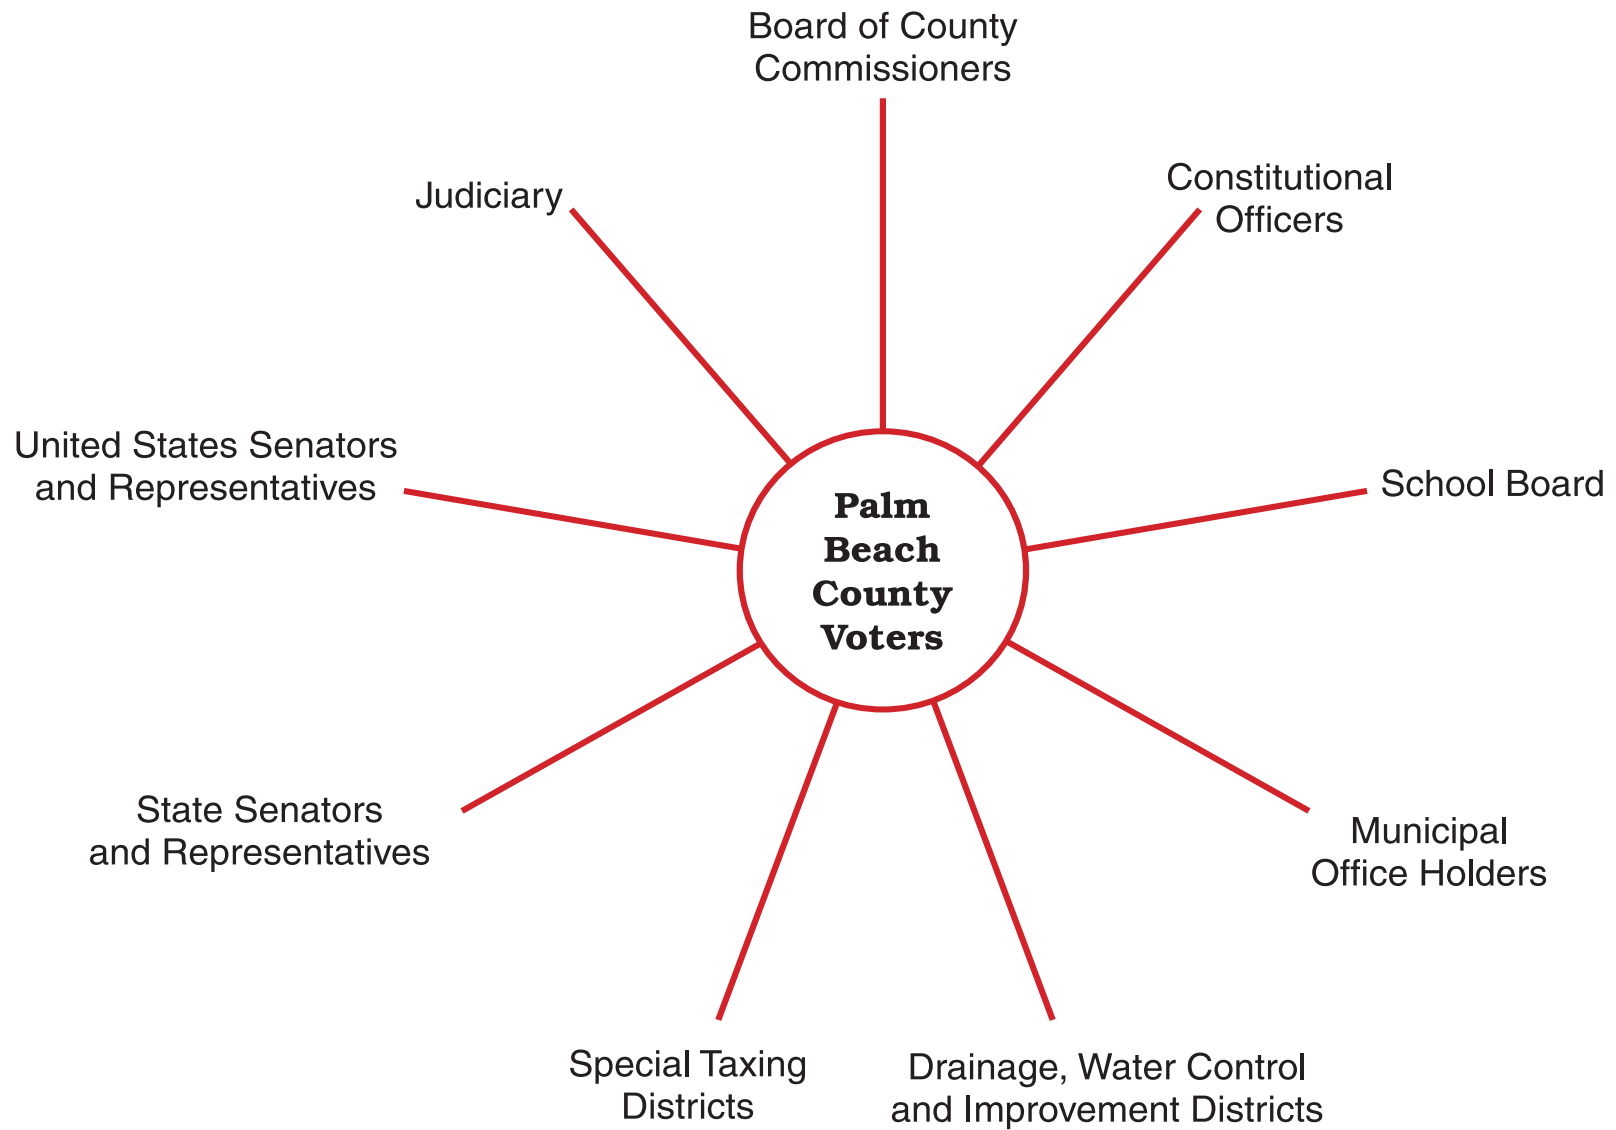 Board of County
Commissioners
Constitutional
Officers
Judiciary
United States Senators
and Representatives
School Board
Palm
Beach
County
Voters
State Senators
and Representatives
Municipal
Office Holders
Special Taxing
Districts
Drainage, Water Control
and Improvement Districts